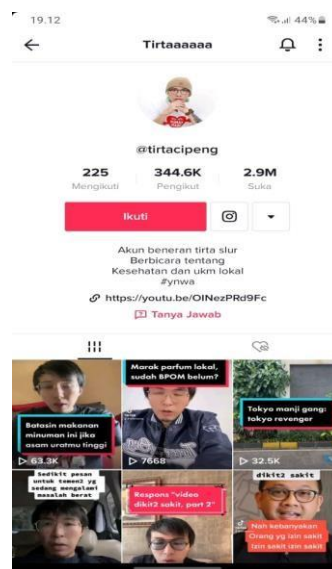 19.12
44%
Tirtaaaaaa
@tirtacipeng
225
344.6K
2.9M
Mengikuti
Pengikut
Suka
Ikuti
Akun beneran tirta slur
Berbicara tentang
Kesehatan dan ukm lokal
#ynwa
https://youtu.be/OINezPRd9Fc
Tanya Jawab
Batasin makanan
minuman ini jika
asam uratmu tinggi
63.3K
Marak parfum lokal,
sudah BPOM belum?
7668
Tokyo manji gang:
tokyo revenger
32.5K
Sedikit pesan
untuk temen2 yg
sedang mengalami
masalah berat
Respons "video
dikit2 sakit, part 2"
dikit2 sakit
Nah kebanyakan
Orang yg izin sakit
izin sakit izin sakit